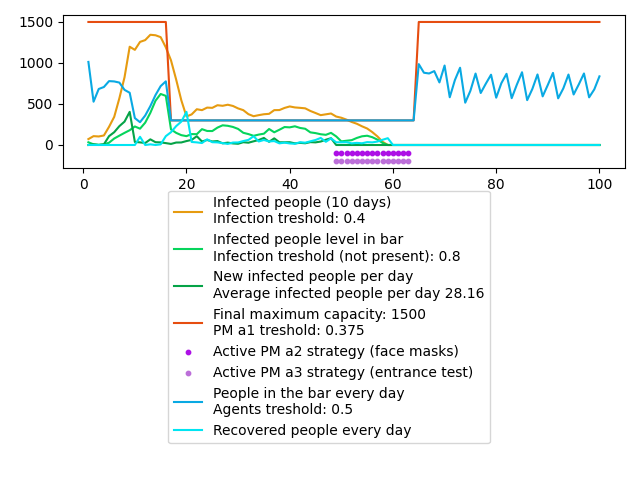 1500
1000
500
0
0 20 40 60 80 100
Infected people (10 days)
Infection treshold: 0.4
Infected people level in bar
Infection treshold (not present): 0.8
New infected people per day
Average infected people per day 28.16
Final maximum capacity: 1500
PM a1 treshold: 0.375
Active PM a2 strategy (face masks)
Active PM a3 strategy (entrance test)
People in the bar every day
Agents treshold: 0.5
Recovered people every day